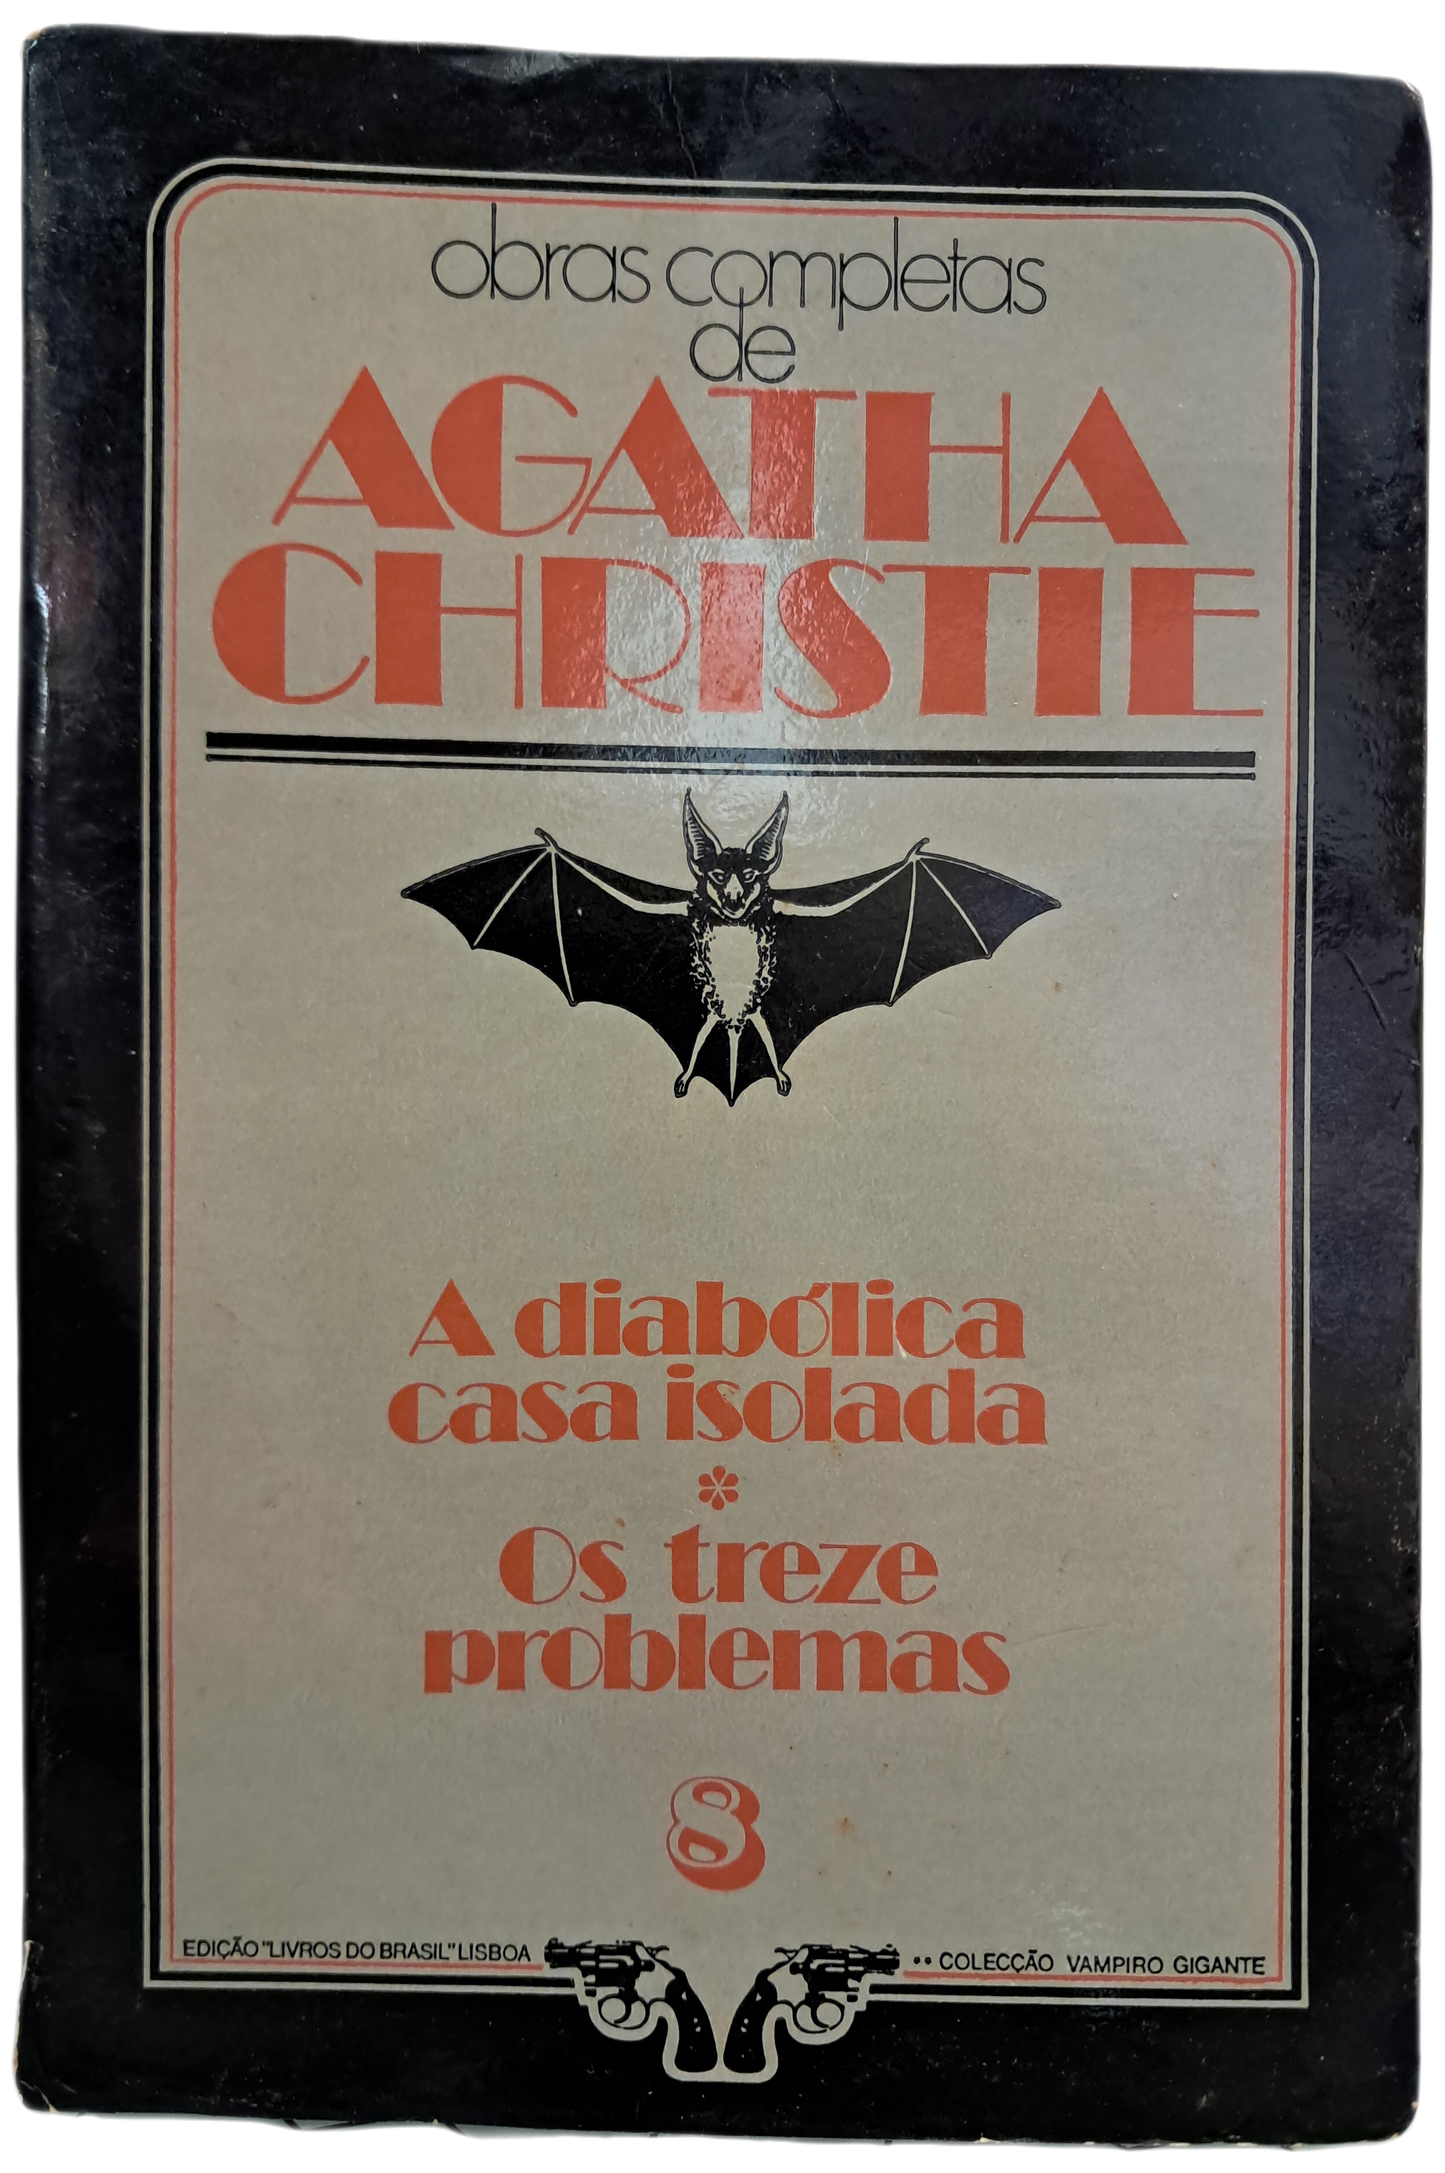 obras completas
de
AGATHA
CHRISTIE
A diabólica
casa isolada
*
Os treze
problemas
8
EDIÇÃO "LIVROS DO BRASIL" LISBOA
•• COLECÇÃO VAMPIRO GIGANTE